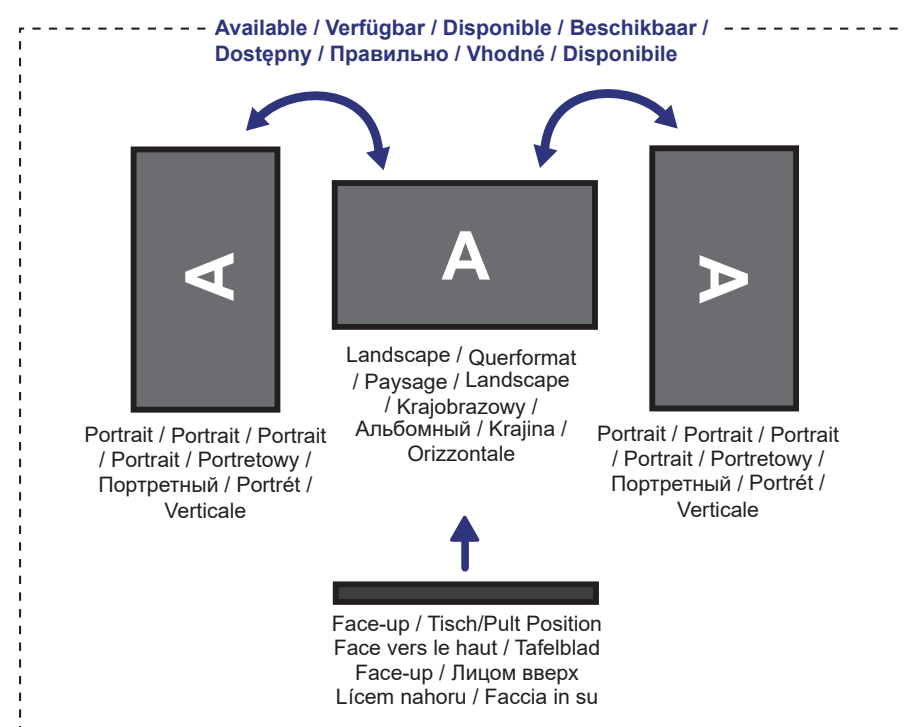 Available / Verfügbar / Disponible / Beschikbaar /
Dostępny / Правильно / Vhodné / Disponibile
A
A
A
Landscape / Querformat
/ Paysage / Landscape
/ Krajobrazowy /
Альбомный / Krajina /
Orizzontale
Portrait / Portrait / Portrait
/ Portrait / Portretowy /
Портретный / Portrét /
Verticale
Portrait / Portrait / Portrait
/ Portrait / Portretowy /
Портретный / Portrét /
Verticale
Face-up / Tisch/Pult Position
Face vers le haut / Tafelblad
Face-up / Лицом вверх
Lícem nahoru / Faccia in su